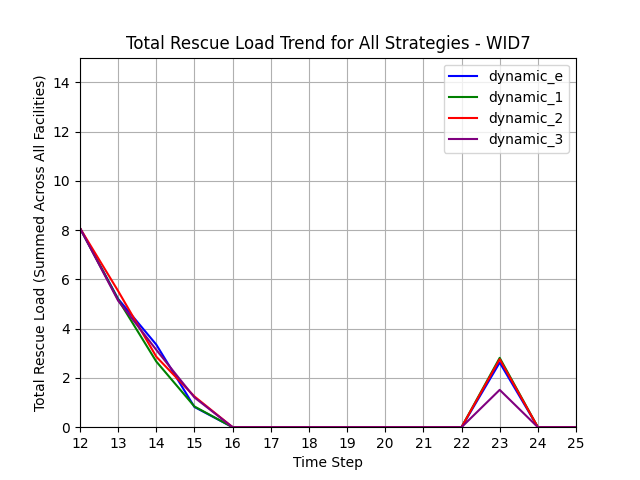 Total Rescue Load Trend for All Strategies - WID7
Total Rescue Load (Summed Across All Facilities)
14
12
10
8
6
4
2
0
dynamic_e
dynamic_1
dynamic_2
dynamic_3
12 13 14 15 16 17 18 19 20 21 22 23 24 25
Time Step